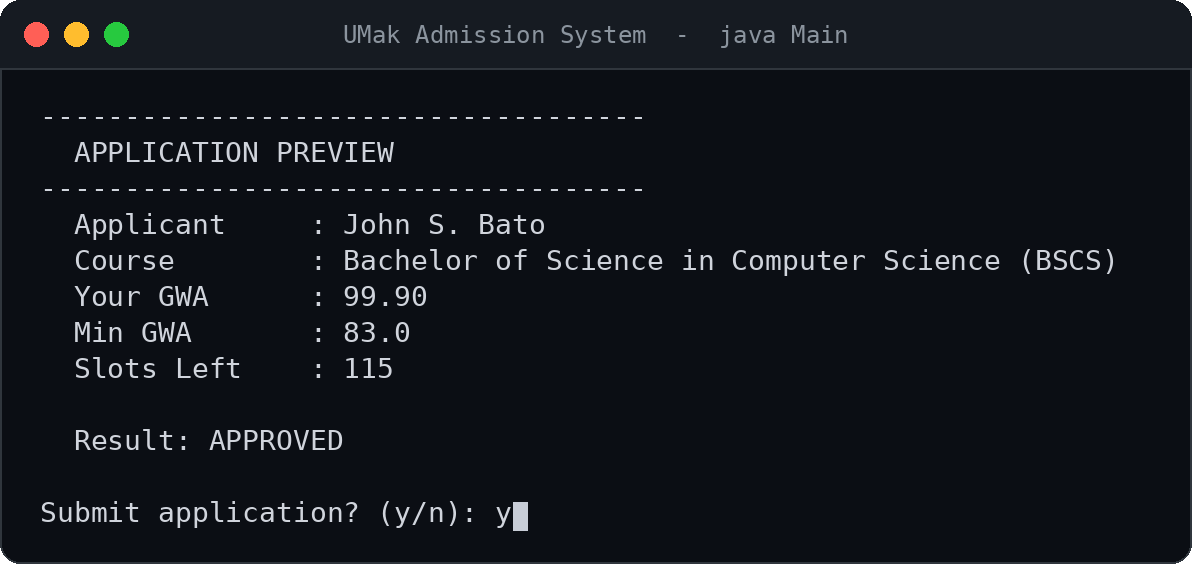 UMak Admission System  -  java Main
------------------------------------
  APPLICATION PREVIEW
------------------------------------
  Applicant     : John S. Bato
  Course        : Bachelor of Science in Computer Science (BSCS)
  Your GWA      : 99.90
  Min GWA       : 83.0
  Slots Left    : 115
  Result: APPROVED
Submit application? (y/n): y